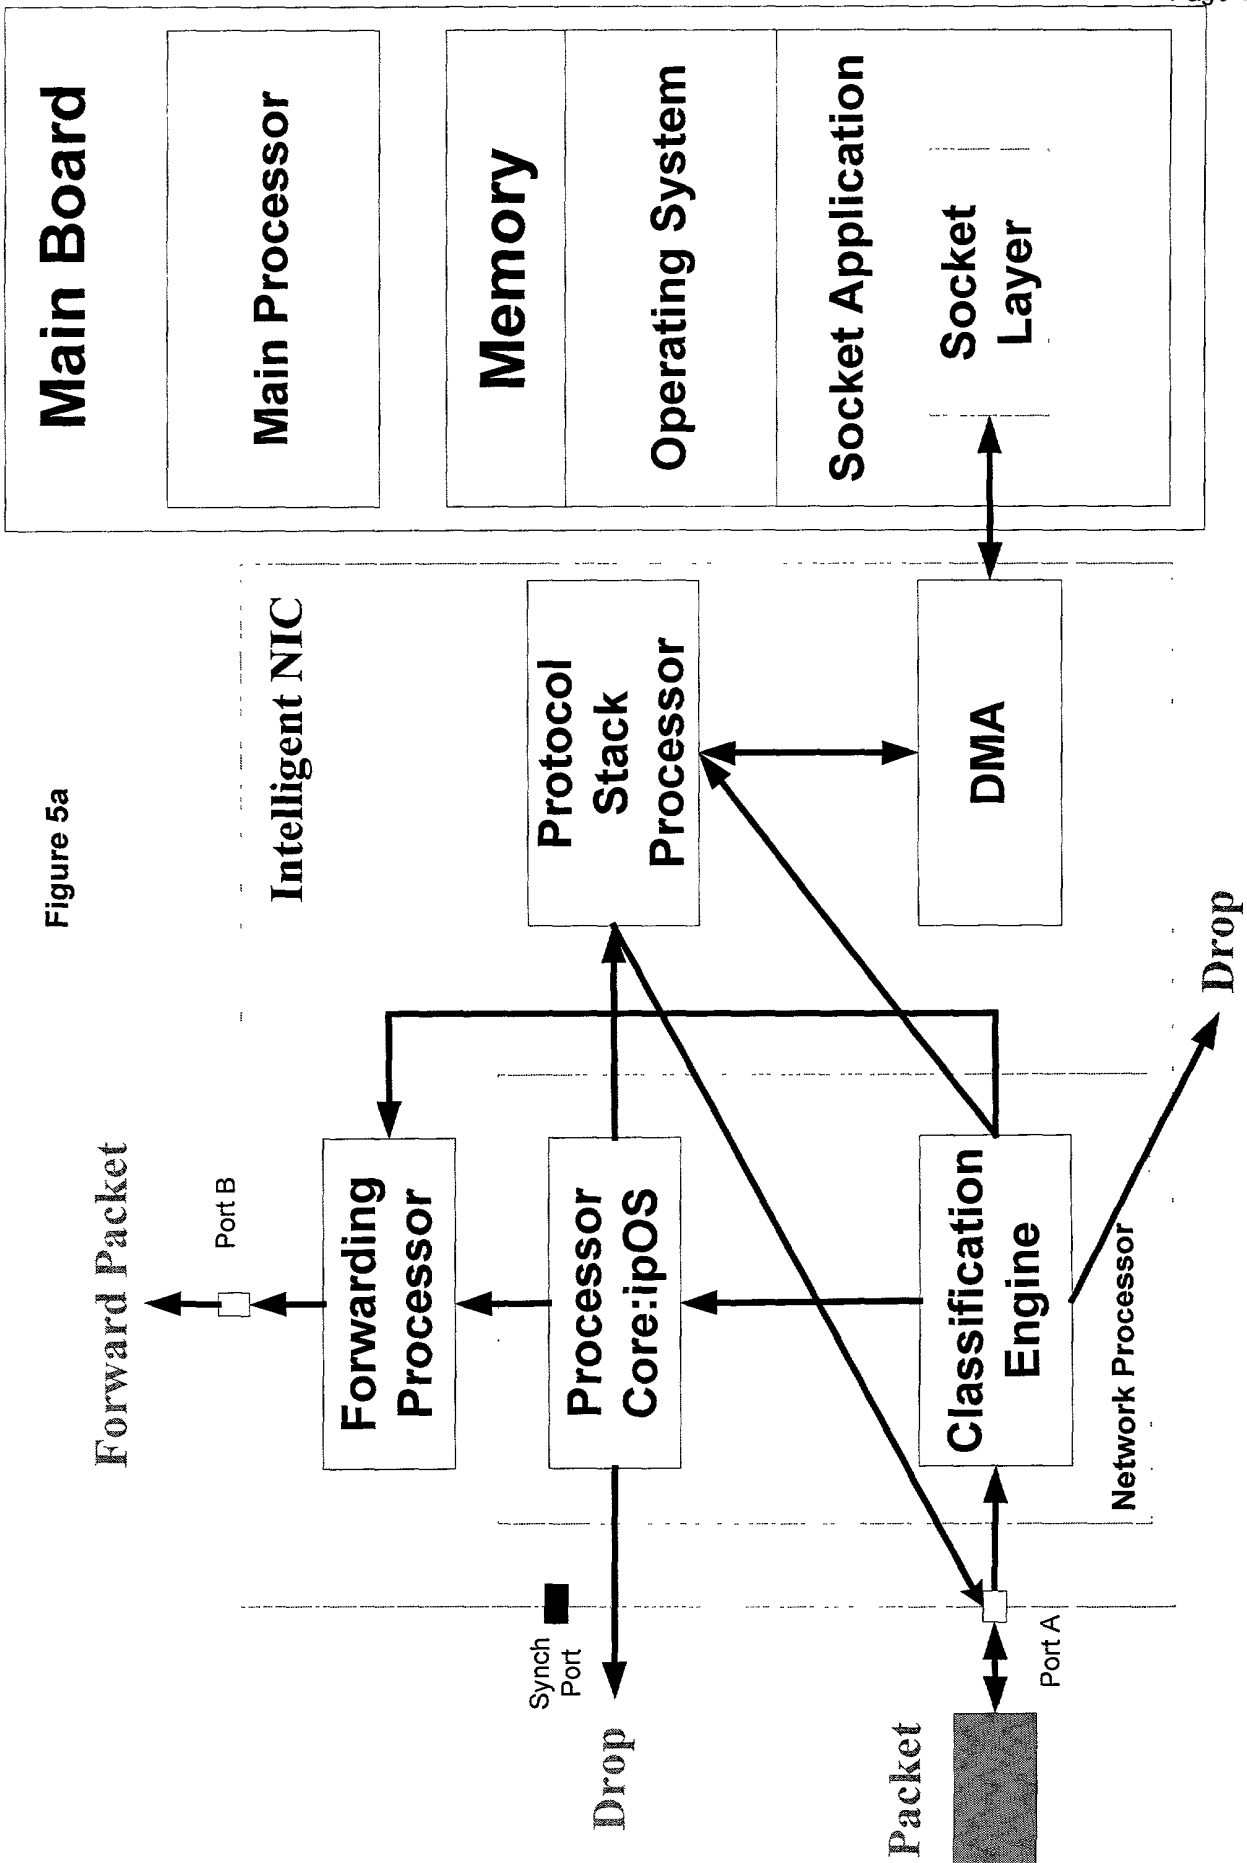 Figure 5a
Main Board
Main Processor
Memory
Operating System
Socket Application
Socket
Layer
Intelligent NIC
Protocol
Stack
Processor
DMA
Forward Packet
Port B
Forwarding
Processor
Processor
Core:ipOS
Classification
Engine
Network Processor
Drop
Synch
Port
Drop
Port A
Packet